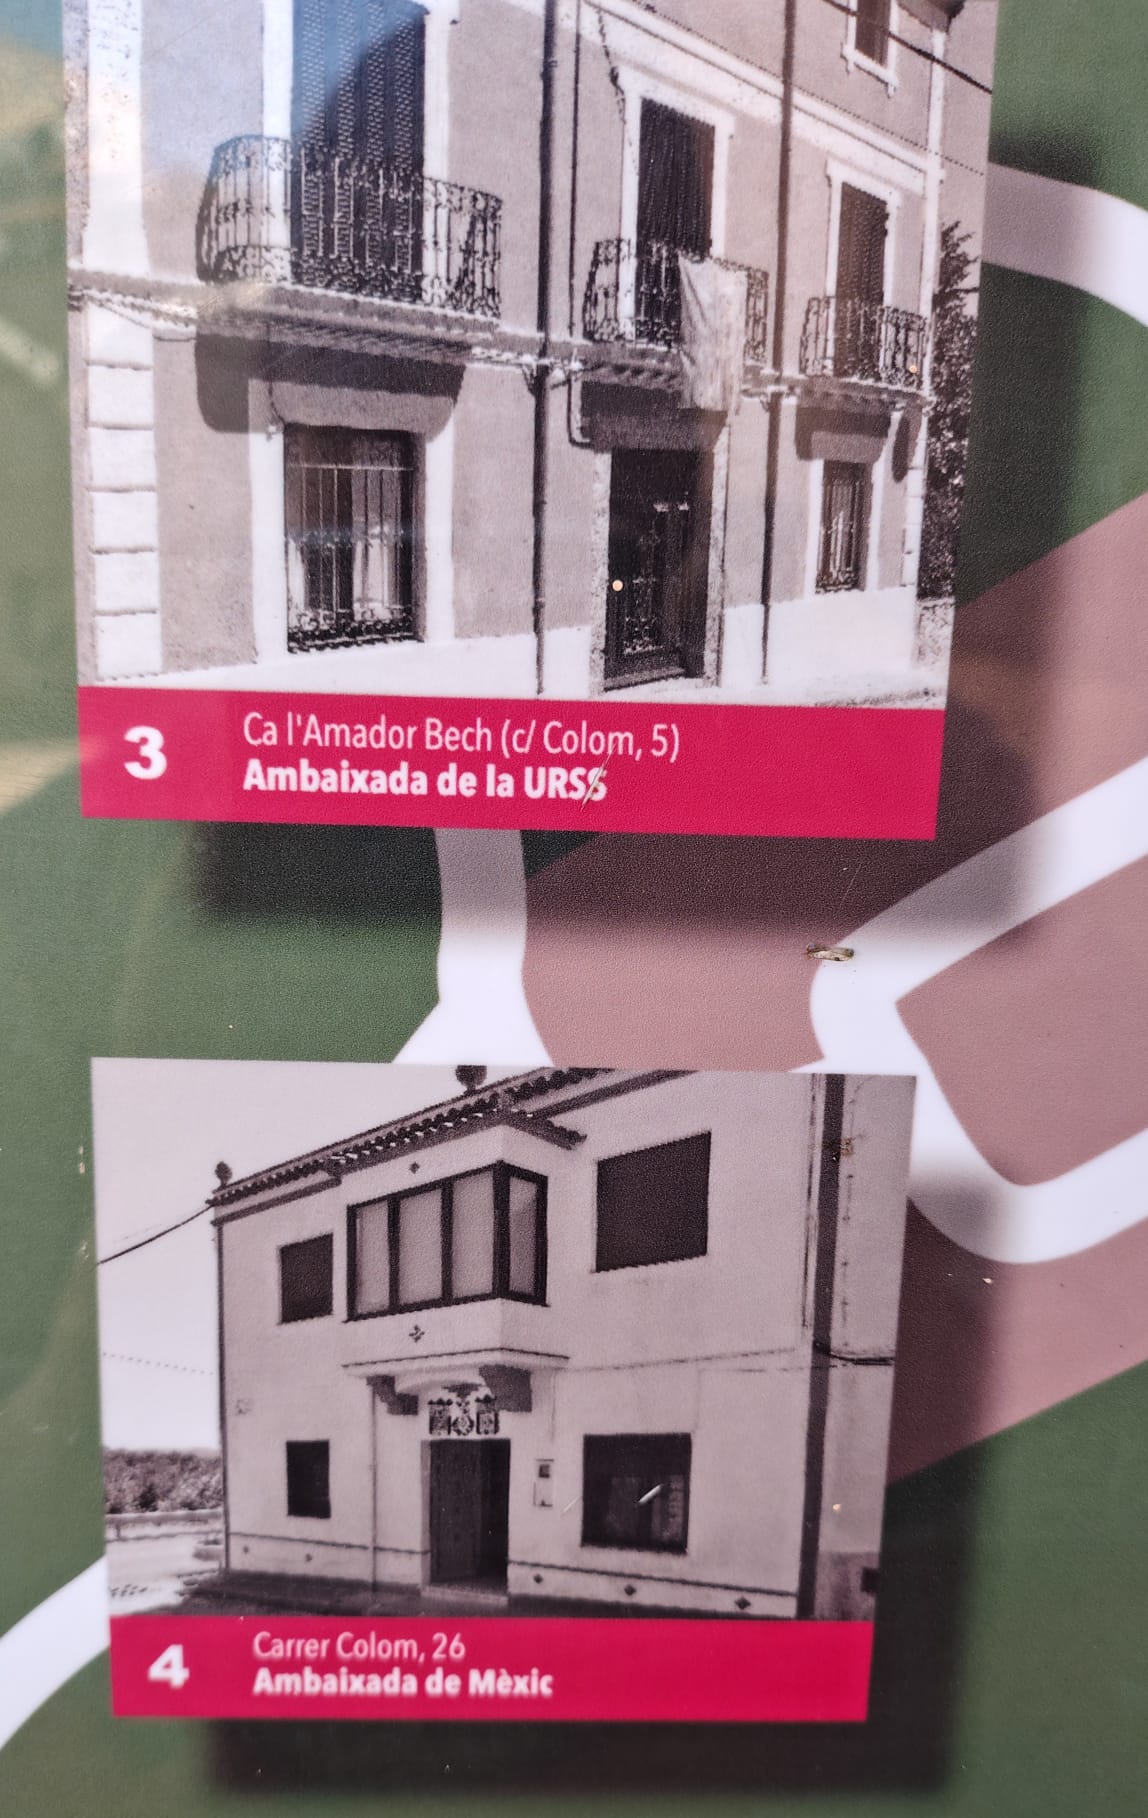 3
Ca l'Amador Bech (c/ Colom, 5)
Ambaixada de la URSS
4
Carrer Colom, 26
Ambaixada de Mèxic